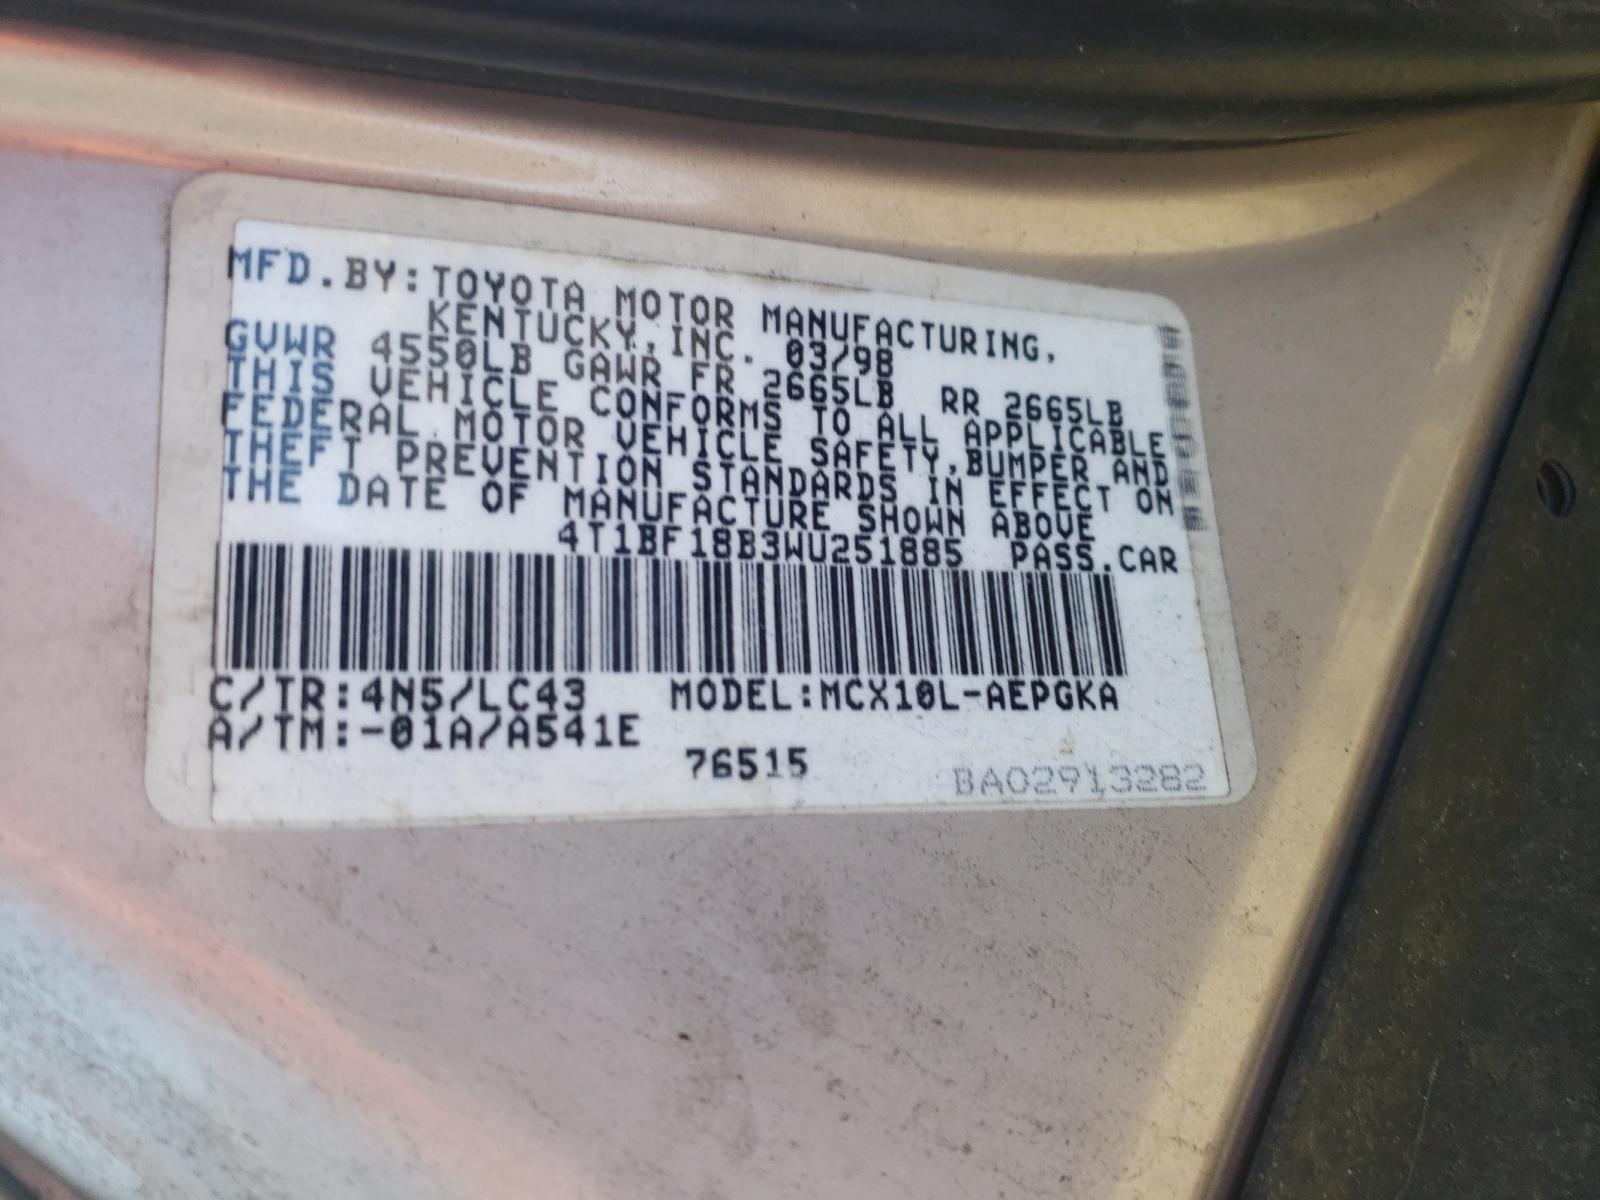 MFD.BY:TOYOTA MOTOR MANUFACTURING,
KENTUCKY,INC. 03/98
GVWR 4550LB GAWR FR 2665LB RR 2665LB
THIS VEHICLE CONFORMS TO ALL APPLICABLE
FEDERAL MOTOR VEHICLE SAFETY,BUMPER AND
THEFT PREVENTION STANDARDS IN EFFECT ON
THE DATE OF MANUFACTURE SHOWN ABOVE
4T1BF18B3WU251885 PASS.CAR
C/TR:4N5/LC43 MODEL:MCX10L-AEPGKA
A/TM:-01A/A541E
76515
BA02913282